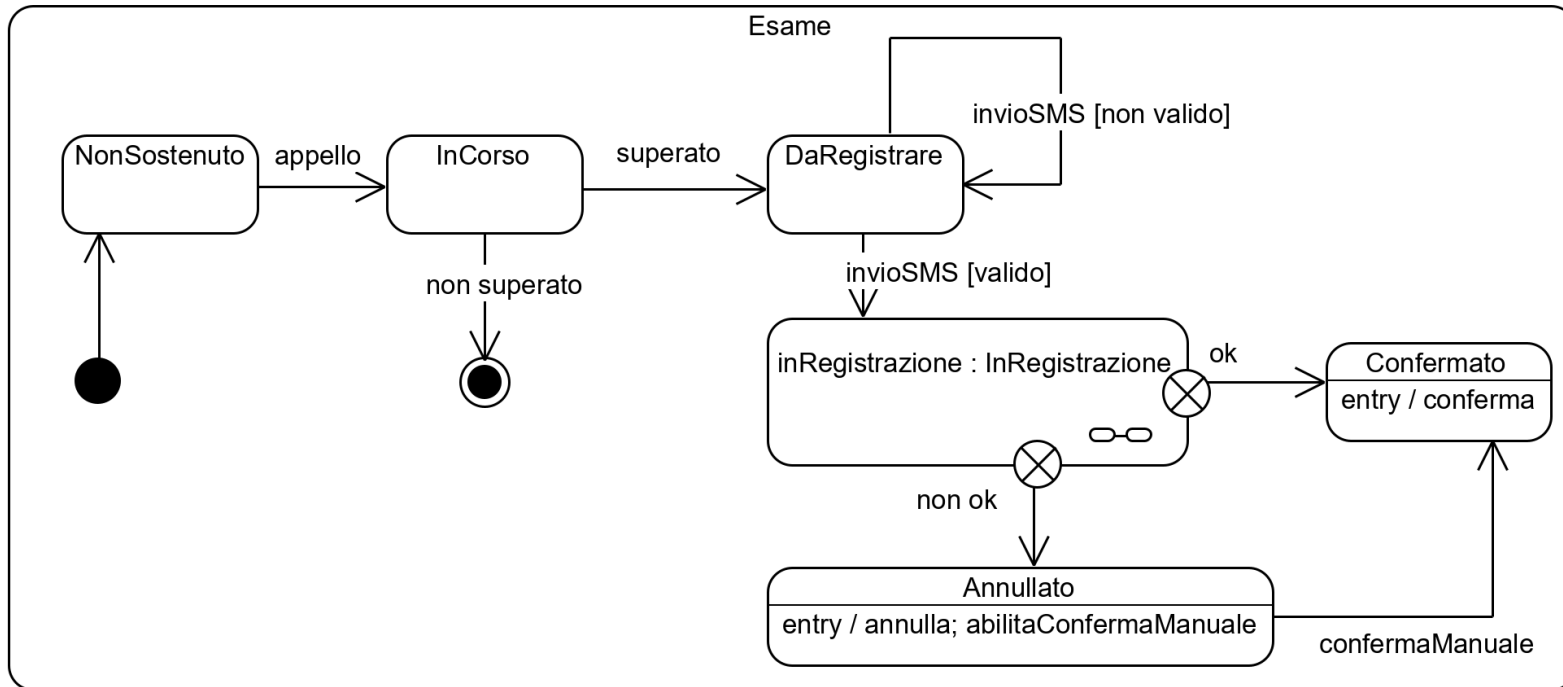 Esame
invioSMS [non valido]
NonSostenuto
appello
InCorso
superato
DaRegistrare
non superato
invioSMS [valido]
inRegistrazione : InRegistrazione
ok
Confermato
entry / conferma
non ok
Annullato
entry / annulla; abilitaConfermaManuale
confermaManuale